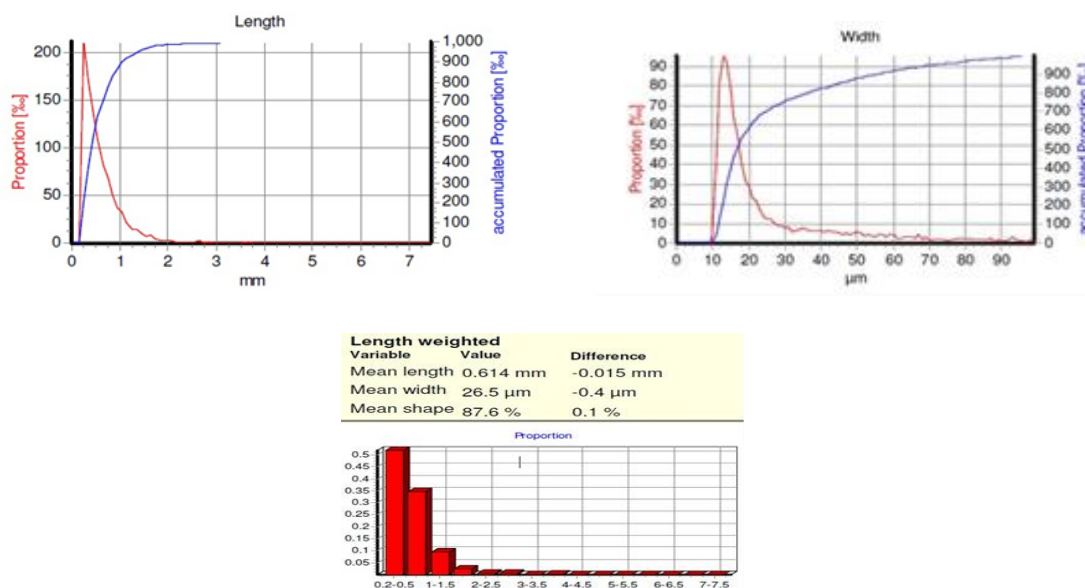 Length
Proportion [‰]
200
150
100
50
0
1,000
900
800
700
600
500
400
300
200
100
0
accumulated Proportion [‰]
0 1 2 3 4 5 6 7
mm
Width
Proportion [‰]
90
80
70
60
50
40
30
20
10
0
900
800
700
600
500
400
300
200
100
0
accumulated Proportion [‰]
0 10 20 30 40 50 60 70 80 90
µm
Length weighted
Variable Value Difference
Mean length 0.614 mm -0.015 mm
Mean width 26.5 µm -0.4 µm
Mean shape 87.6 % 0.1 %
Proportion
0.5
0.45
0.4
0.35
0.3
0.25
0.2
0.15
0.1
0.05
0.2-0.5 1-1.5 2-2.5 3-3.5 4-4.5 5-5.5 6-6.5 7-7.5